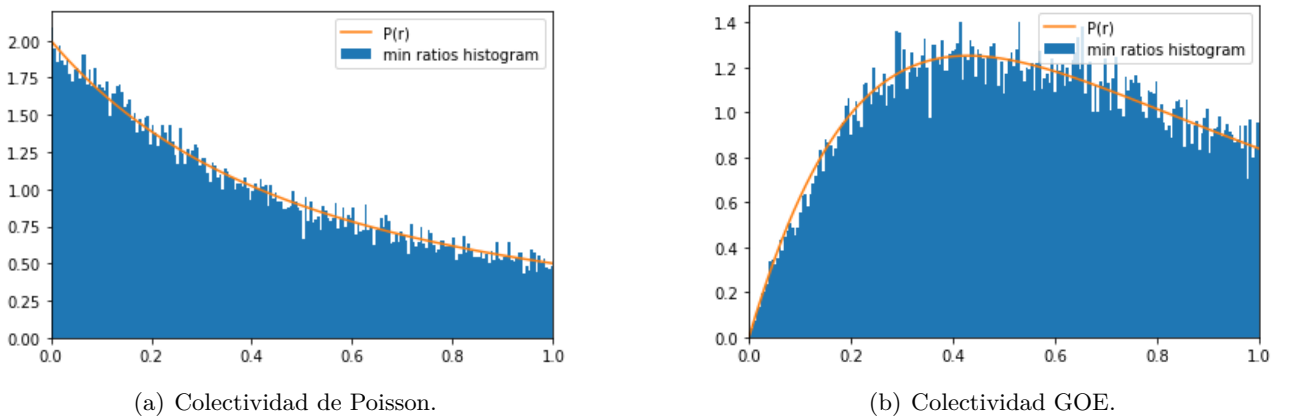 P(r)
min ratios histogram
2.00
1.75
1.50
1.25
1.00
0.75
0.50
0.25
0.00
0.0 0.2 0.4 0.6 0.8 1.0
(a) Colectividad de Poisson.
P(r)
min ratios histogram
1.4
1.2
1.0
0.8
0.6
0.4
0.2
0.0
0.0 0.2 0.4 0.6 0.8 1.0
(b) Colectividad GOE.